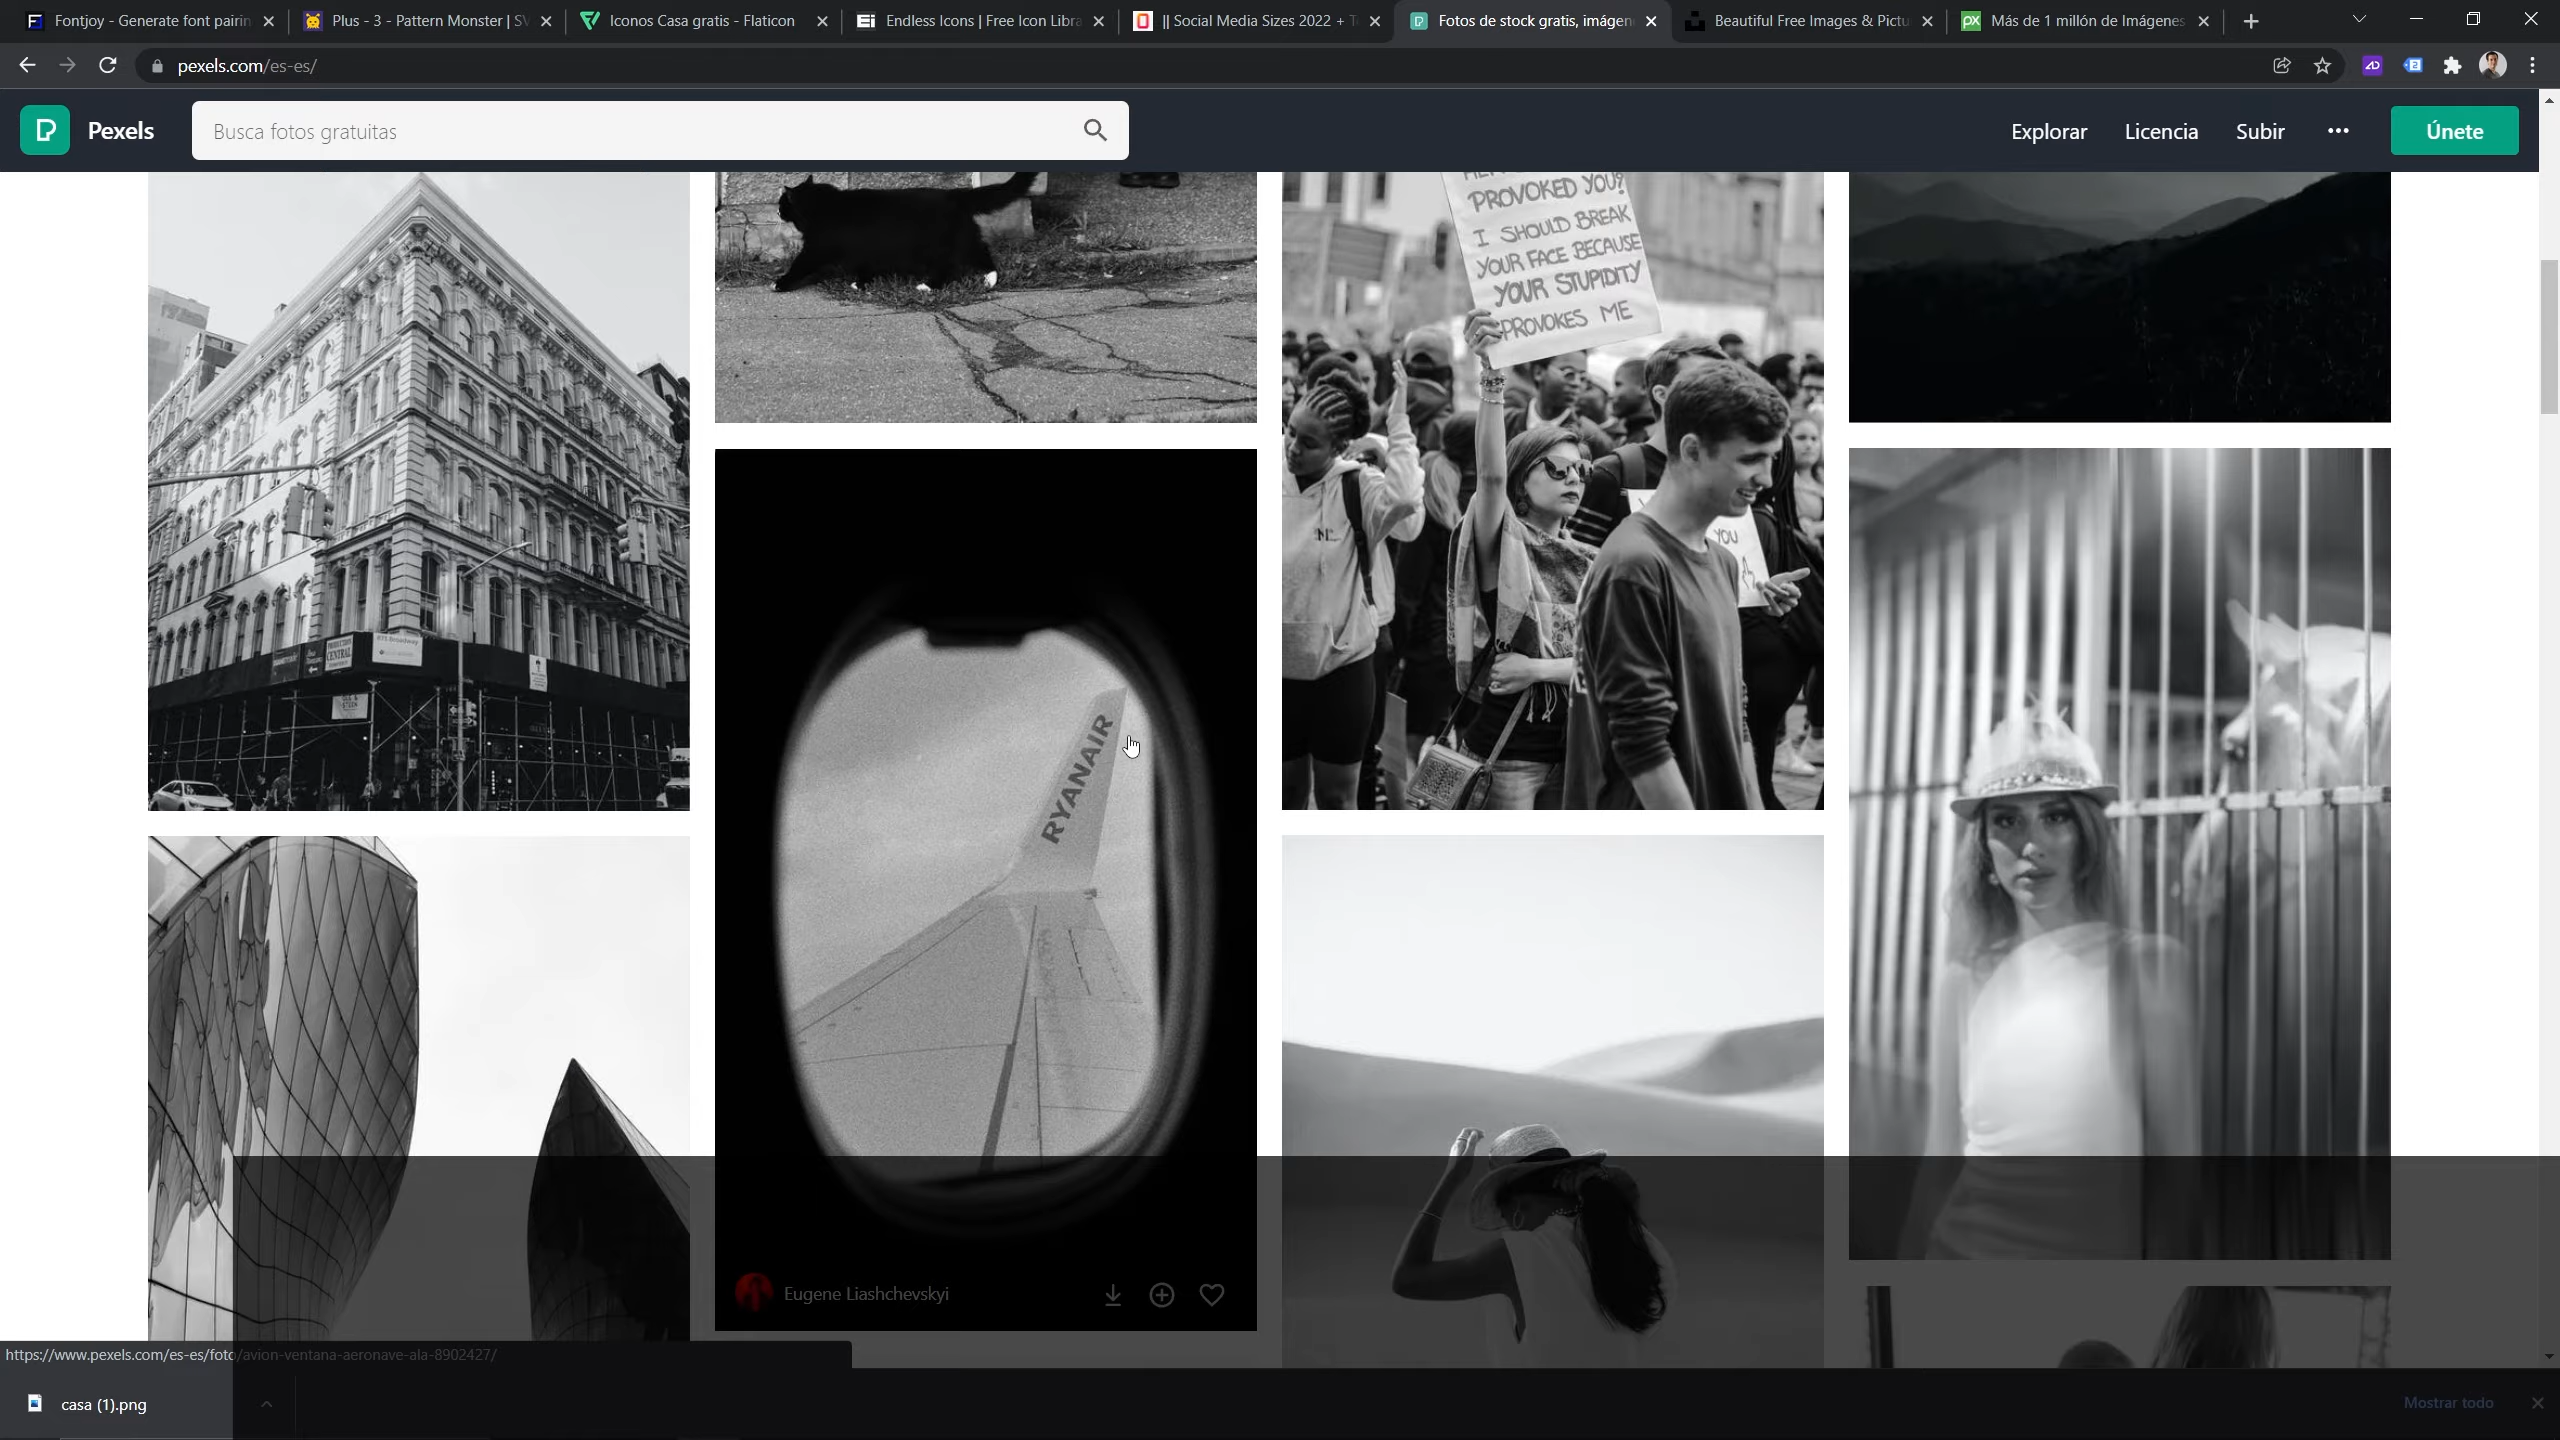 Fontjoy - Generate font pairin
Plus - 3 - Pattern Monster | SV
Iconos Casa gratis - Flaticon
Endless Icons | Free Icon Libra
|| Social Media Sizes 2022 + T
Fotos de stock gratis, imágen
Beautiful Free Images & Pictu
Más de 1 millón de Imágenes
pexels.com/es-es/
Pexels
Busca fotos gratuitas
Explorar
Licencia
Subir
Únete
PROVOKED YOU?
I SHOULD BREAK
YOUR FACE BECAUSE
YOUR STUPIDITY
PROVOKES ME
YOU
CENTRAL
RYANAIR
Eugene Liashchevskyi
https://www.pexels.com/es-es/foto/avion-ventana-aeronave-ala-8902427/
casa (1).png
Mostrar todo